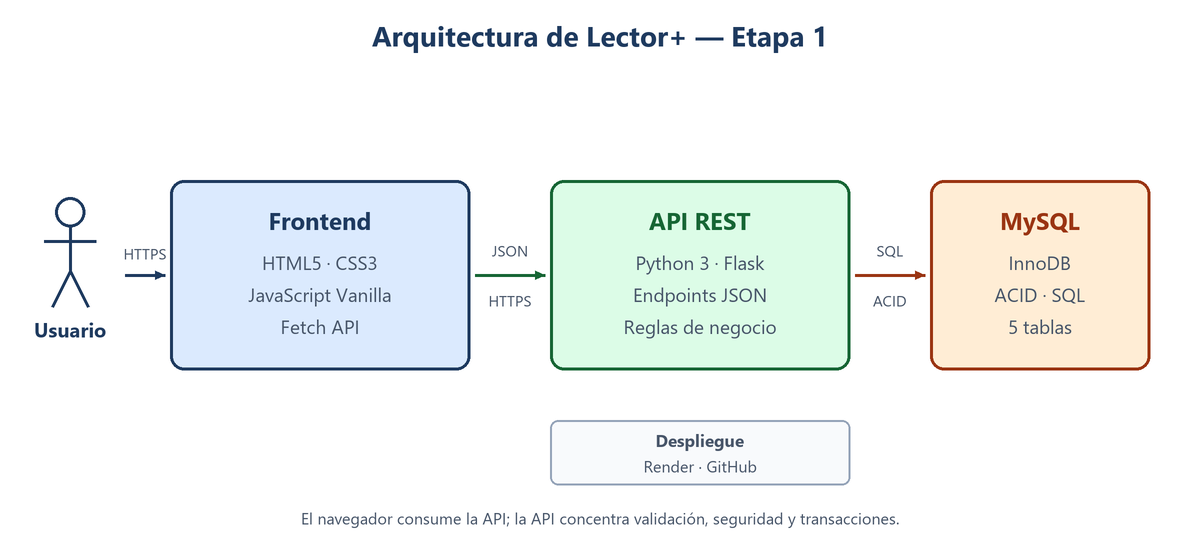 Arquitectura de Lector+ — Etapa 1
Usuario
HTTPS
Frontend
HTML5 · CSS3
JavaScript Vanilla
Fetch API
JSON
HTTPS
API REST
Python 3 · Flask
Endpoints JSON
Reglas de negocio
SQL
ACID
MySQL
InnoDB
ACID · SQL
5 tablas
Despliegue
Render · GitHub
El navegador consume la API; la API concentra validación, seguridad y transacciones.